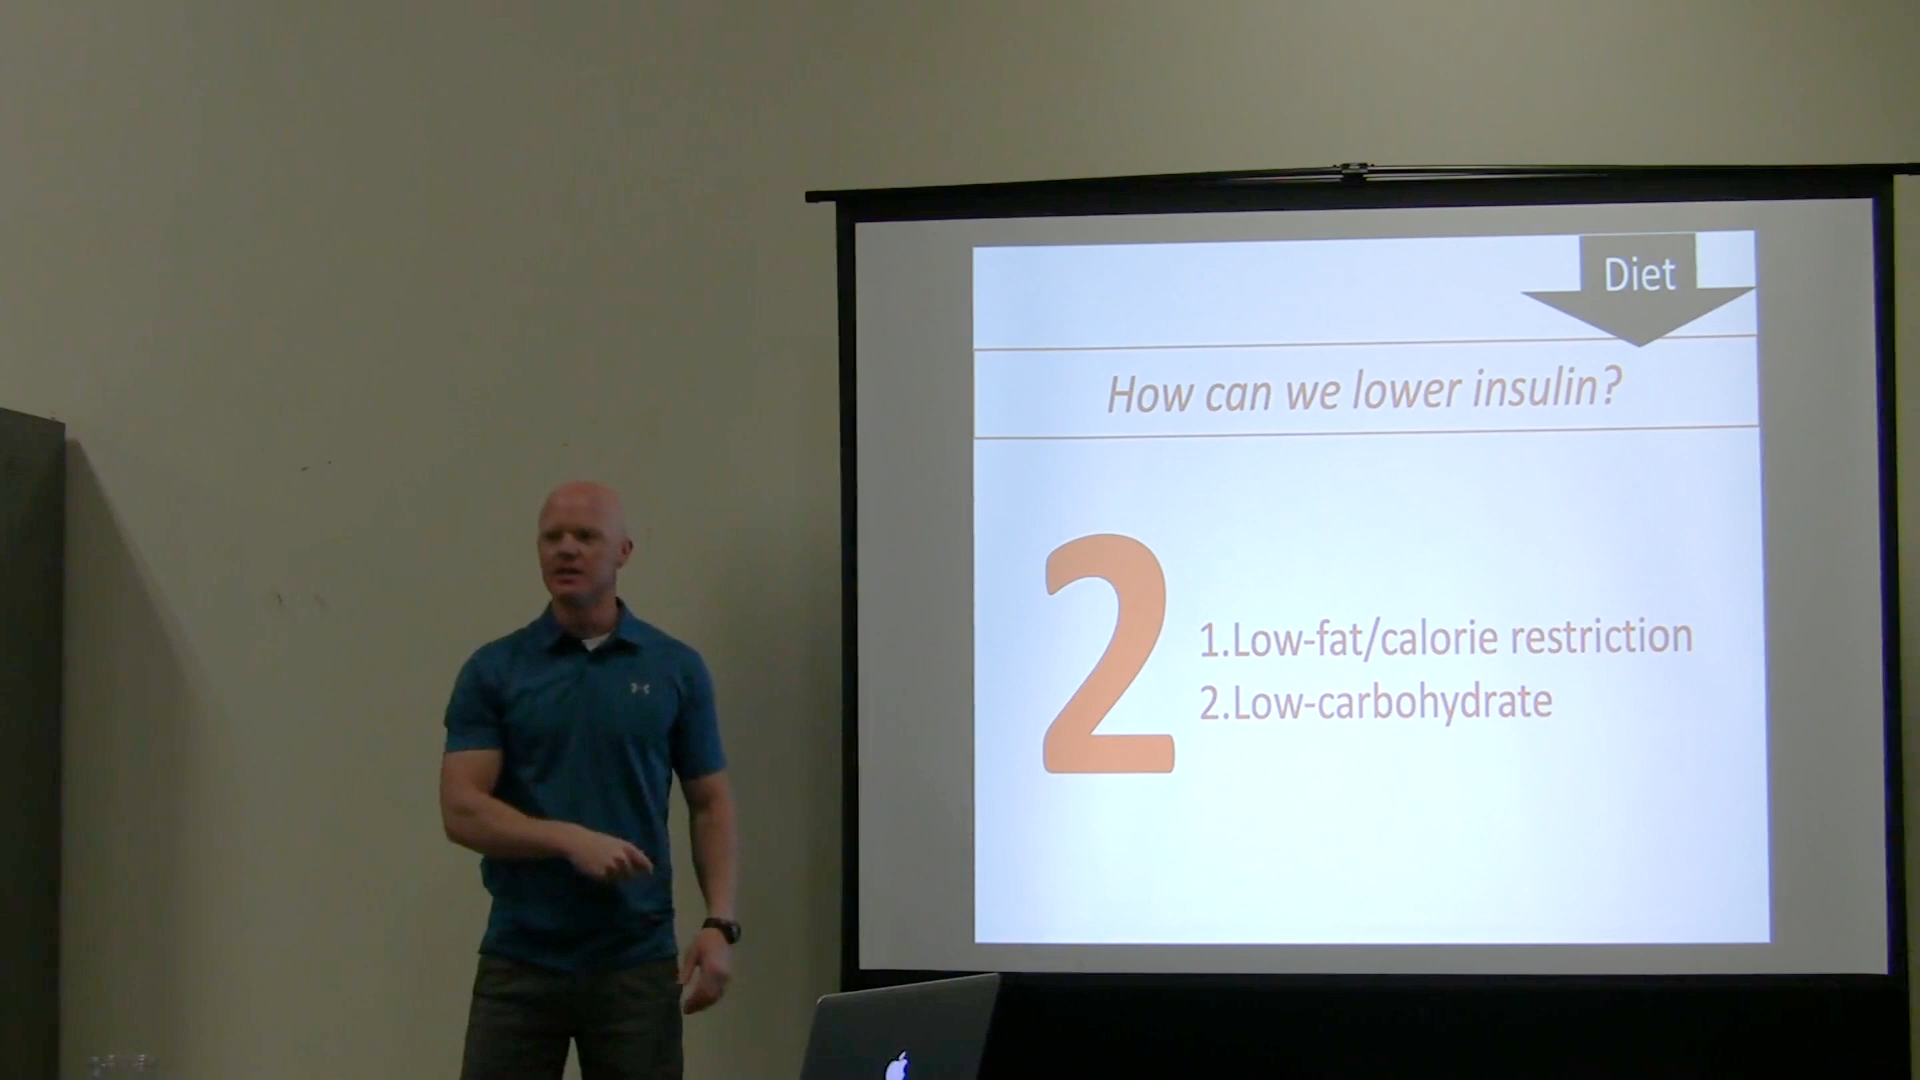 Diet
How can we lower insulin?
2
1.Low-fat/calorie restriction
2.Low-carbohydrate